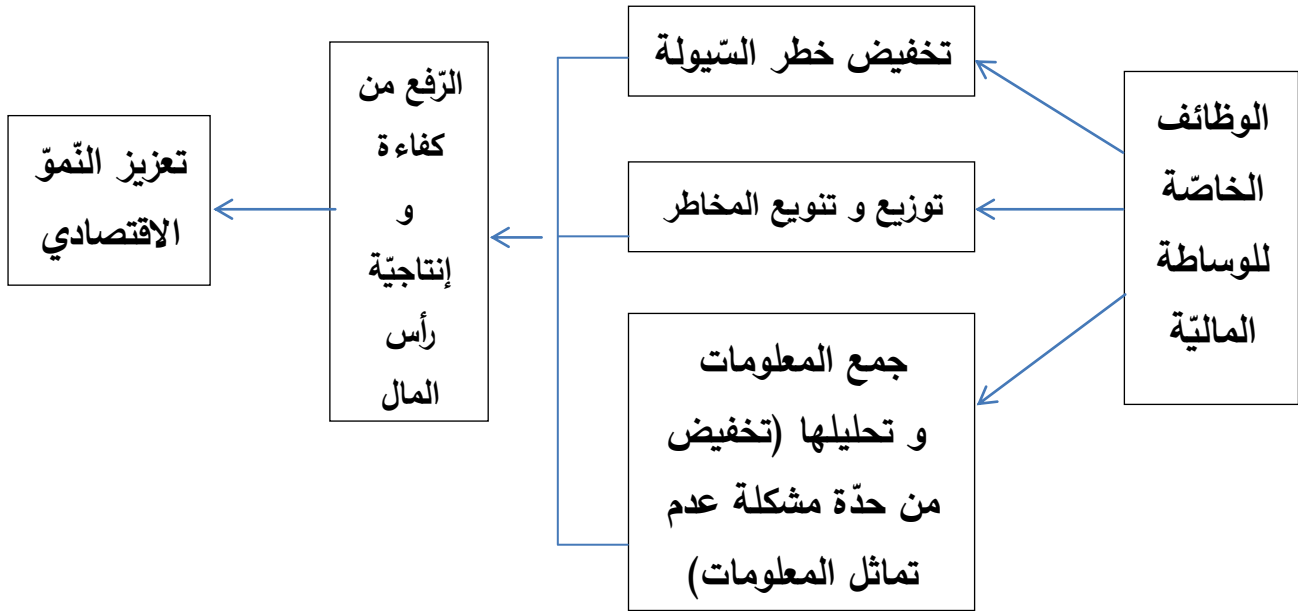 الوظائف
الخاصّة
للوساطة
الماليّة
تخفيض خطر السّيولة
توزيع و تنويع المخاطر
جمع المعلومات
و تحليلها (تخفيض
من حدّة مشكلة عدم
تماثل المعلومات)
الرّفع من
كفاءة
و
إنتاجيّة
رأس
المال
تعزيز النّموّ
الاقتصادي